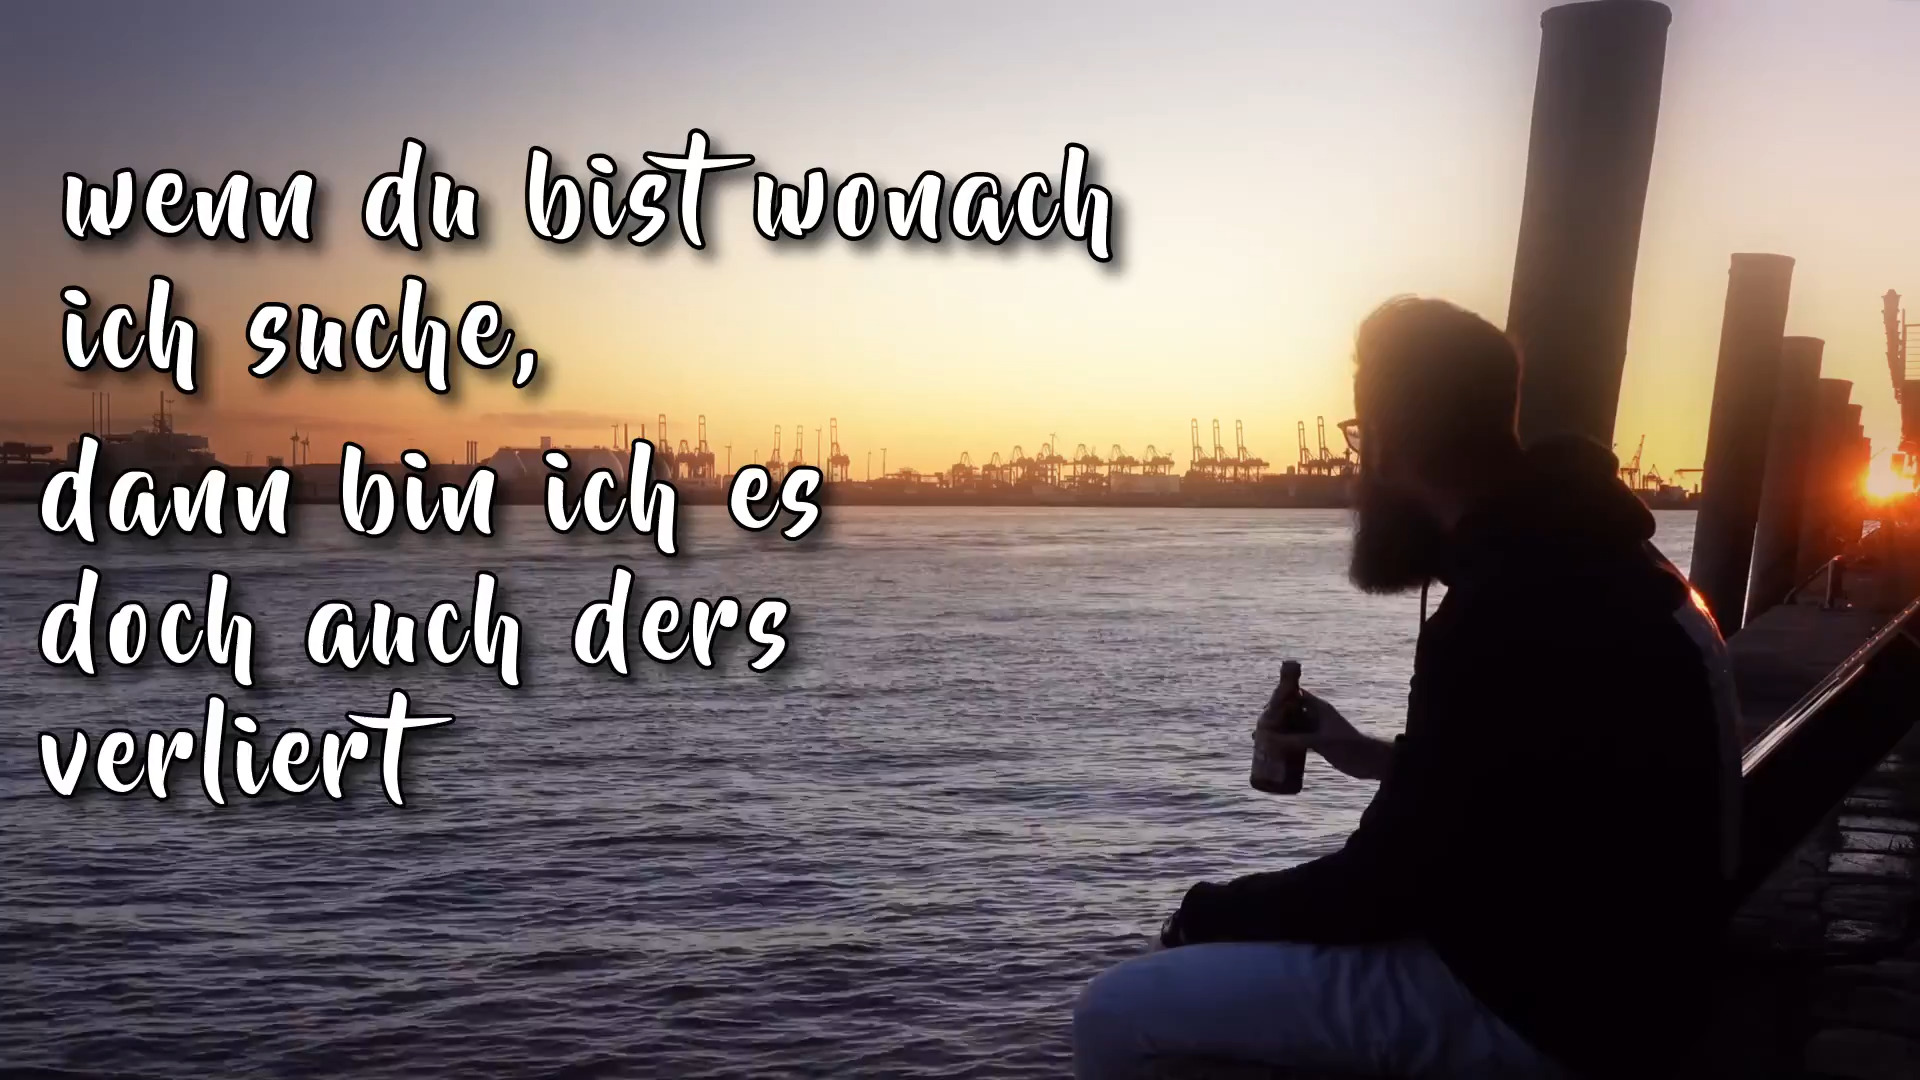 wenn du bist wonach
ich suche,
dann bin ich es
doch auch ders
verliert